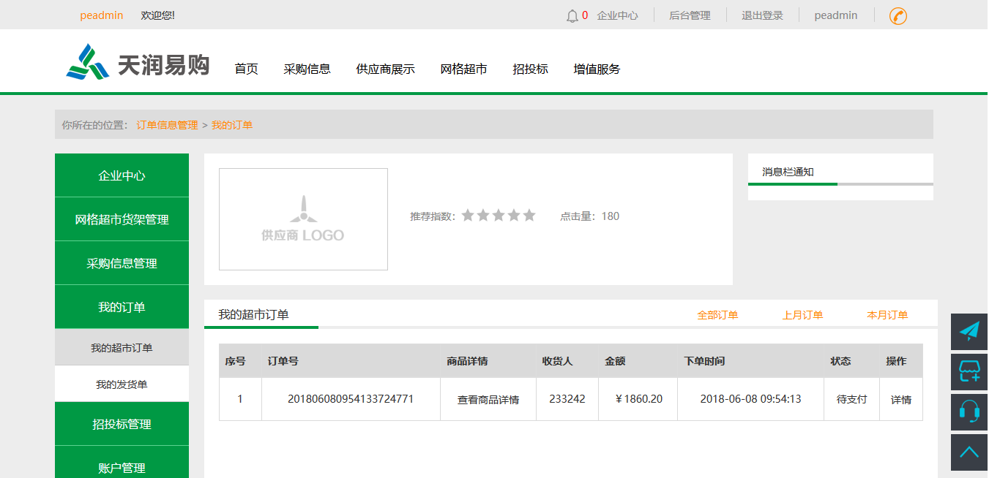 peadmin 欢迎您! 0 企业中心 后台管理 退出登录 peadmin
天润易购 首页 采购信息 供应商展示 网格超市 招投标 增值服务
你所在的位置： 订单信息管理 > 我的订单
企业中心
网格超市货架管理
采购信息管理
我的订单
我的超市订单
我的发货单
招投标管理
账户管理
供应商 LOGO
推荐指数： 点击量：180
消息栏通知
我的超市订单 全部订单 上月订单 本月订单
序号 订单号 商品详情 收货人 金额 下单时间 状态 操作
1 201806080954133724771 查看商品详情 233242 ￥1860.20 2018-06-08 09:54:13 待支付 详情